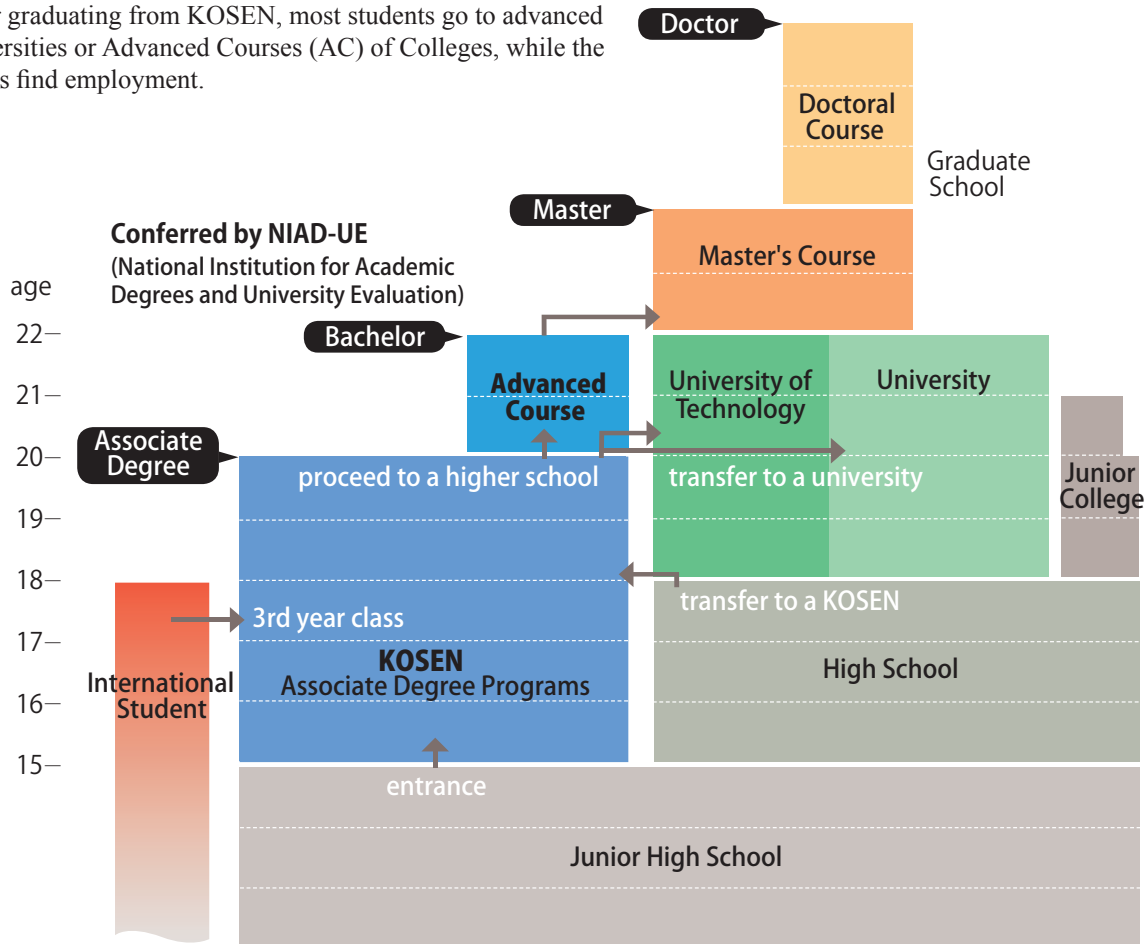 graduating from KOSEN, most students go to advanced
or Advanced Courses (AC) of Colleges, while the
find employment.
Doctor
Doctoral
Course
Graduate
School
Master
Master's Course
Conferred by NIAD-UE
(National Institution for Academic
Degrees and University Evaluation)
age
22
21
20
19
18
17
16
15
Bachelor
Advanced
Course
University of
Technology
University
Associate
Degree
proceed to a higher school
transfer to a university
Junior
College
3rd year class
transfer to a KOSEN
KOSEN
Associate Degree Programs
High School
International
Student
entrance
Junior High School